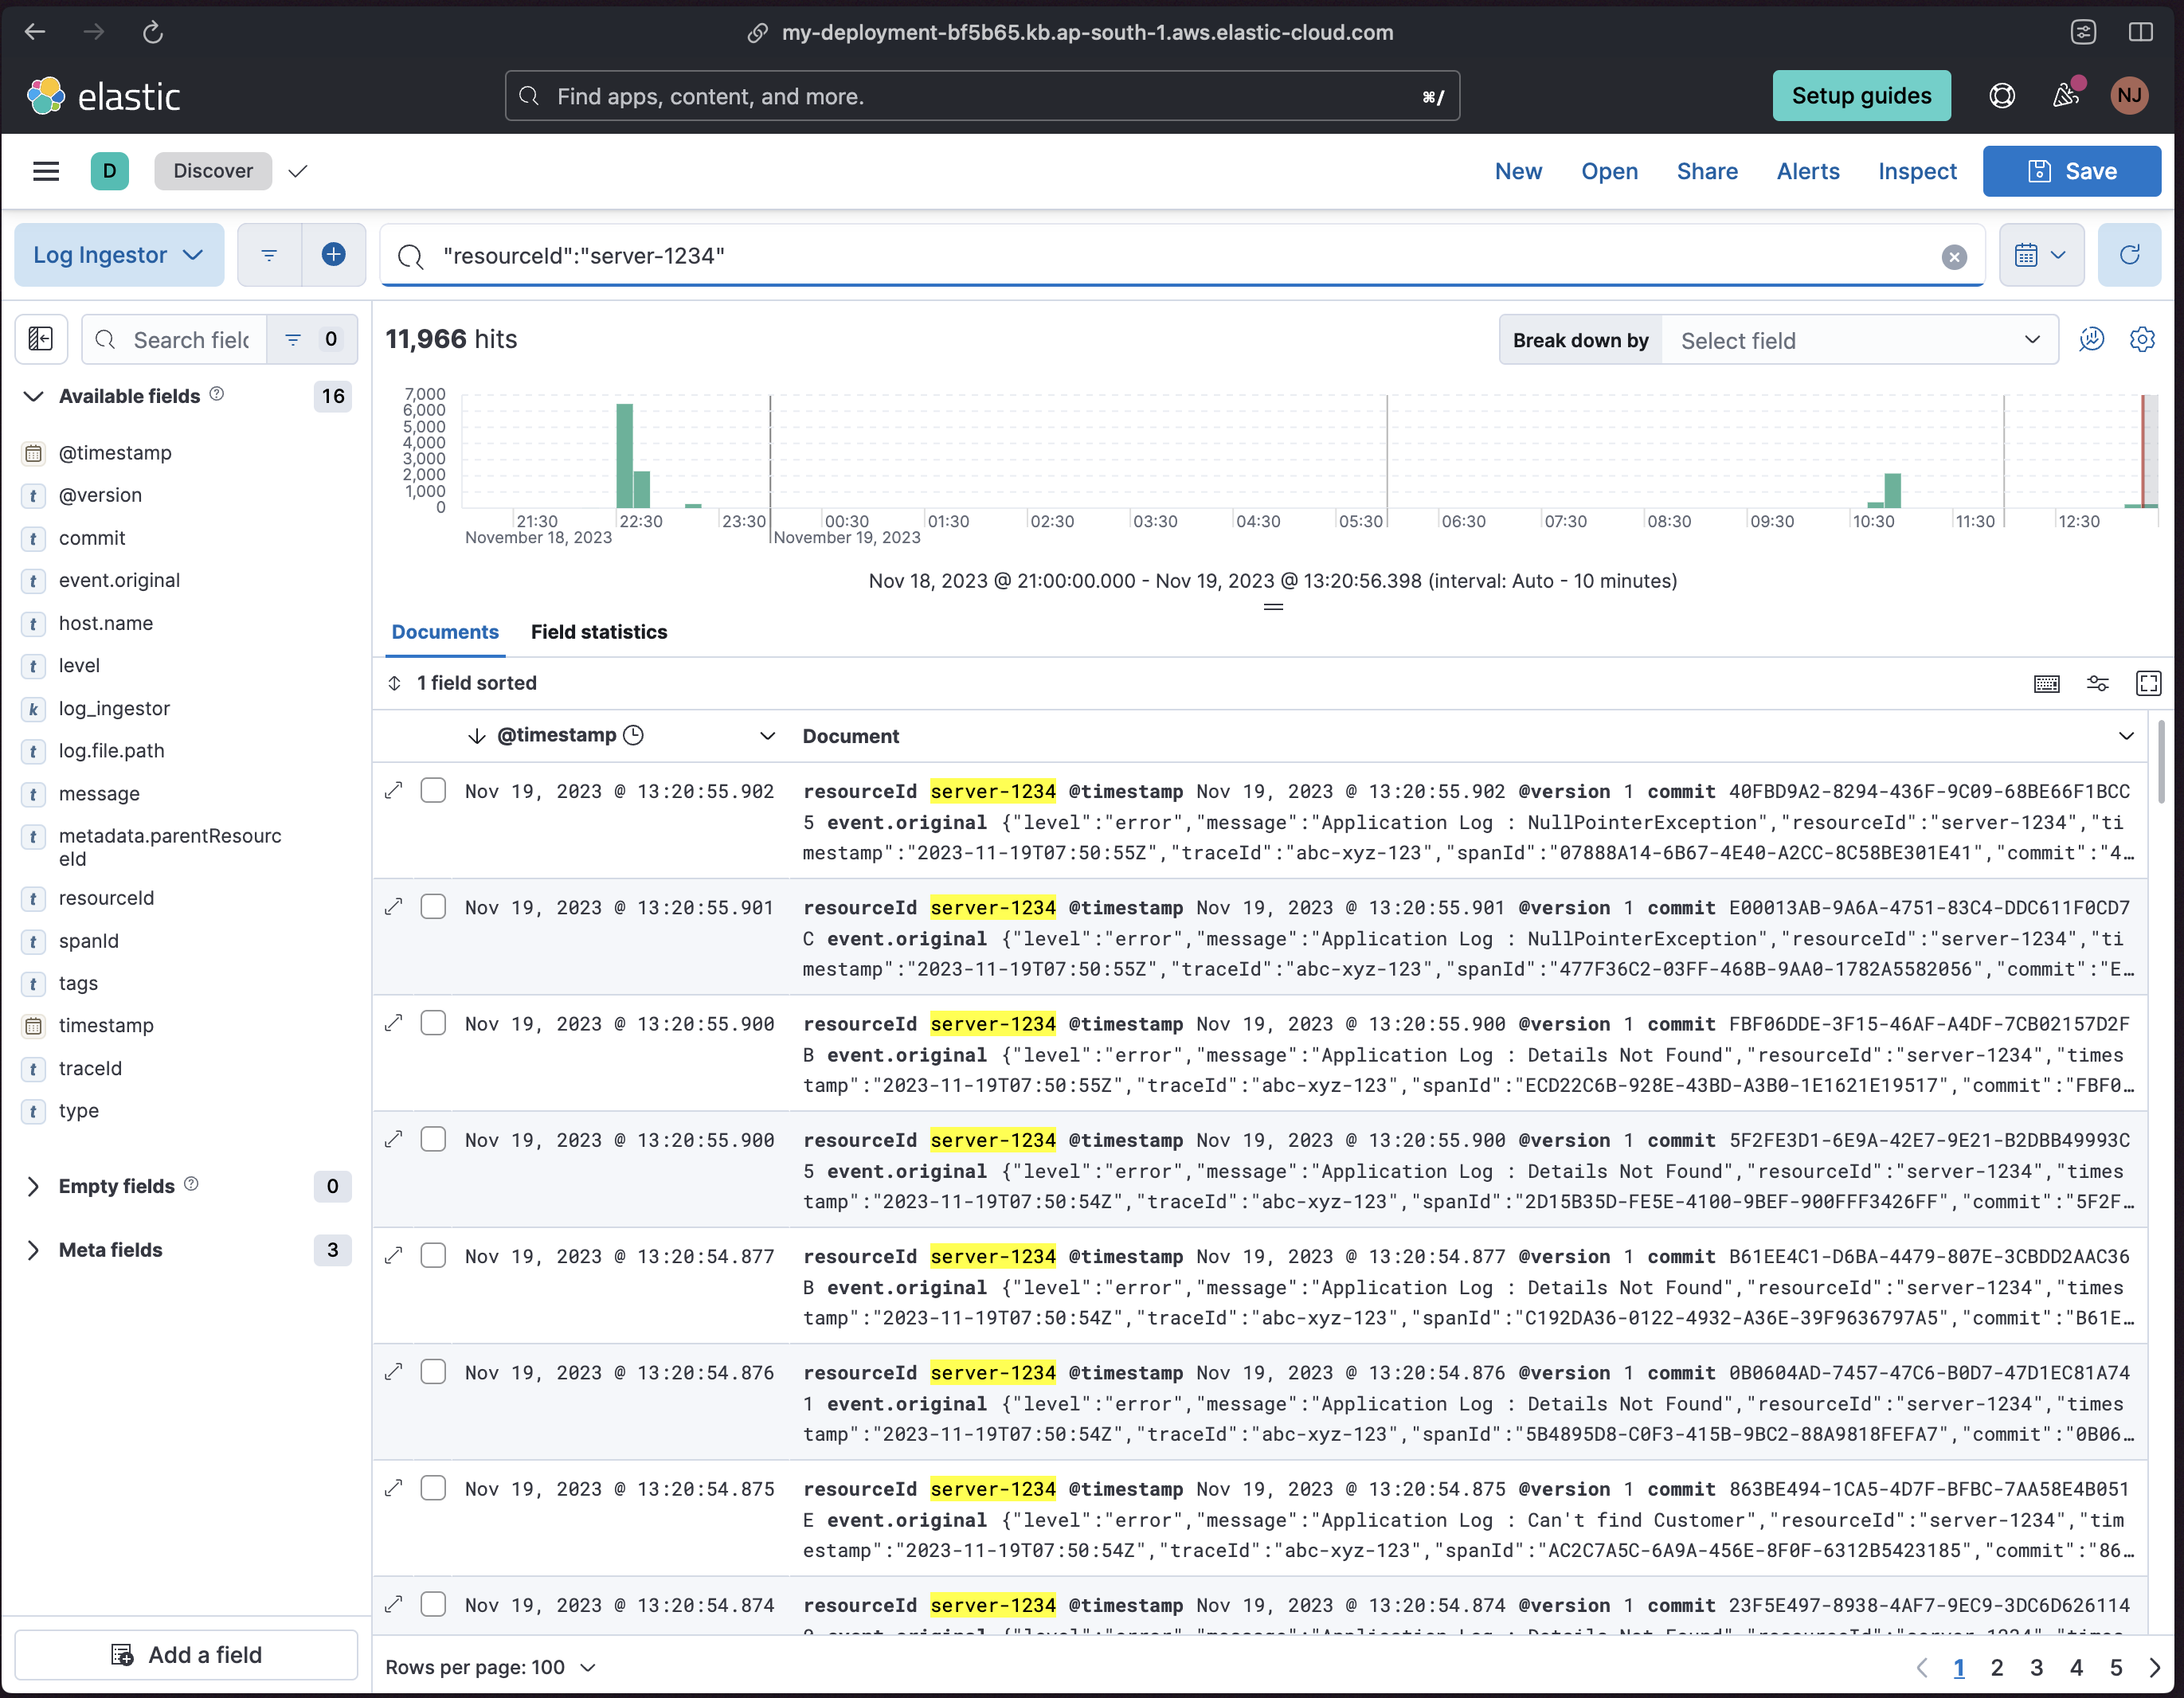 my-deployment-bf5b65.kb.ap-south-1.aws.elastic-cloud.com
elastic
Find apps, content, and more.
⌘/
Setup guides
NJ
D
Discover
New
Open
Share
Alerts
Inspect
Save
Log Ingestor
"resourceId":"server-1234"
Search fiel
0
Available fields
16
@timestamp
t @version
t commit
t event.original
t host.name
t level
k log_ingestor
t log.file.path
t message
t metadata.parentResourc
eId
t resourceId
t spanId
t tags
timestamp
t traceId
t type
Empty fields
0
Meta fields
3
Add a field
11,966 hits
Break down by
Select field
7,000
6,000
5,000
4,000
3,000
2,000
1,000
0
21:30 22:30 23:30 00:30 01:30 02:30 03:30 04:30 05:30 06:30 07:30 08:30 09:30 10:30 11:30 12:30
November 18, 2023 November 19, 2023
Nov 18, 2023 @ 21:00:00.000 - Nov 19, 2023 @ 13:20:56.398 (interval: Auto - 10 minutes)
Documents
Field statistics
1 field sorted
@timestamp
Document
Nov 19, 2023 @ 13:20:55.902 resourceId server-1234 @timestamp Nov 19, 2023 @ 13:20:55.902 @version 1 commit 40FBD9A2-8294-436F-9C09-68BE66F1BCC
5 event.original {"level":"error","message":"Application Log : NullPointerException","resourceId":"server-1234","ti
mestamp":"2023-11-19T07:50:55Z","traceId":"abc-xyz-123","spanId":"07888A14-6B67-4E40-A2CC-8C58BE301E41","commit":"4…
Nov 19, 2023 @ 13:20:55.901 resourceId server-1234 @timestamp Nov 19, 2023 @ 13:20:55.901 @version 1 commit E00013AB-9A6A-4751-83C4-DDC611F0CD7
C event.original {"level":"error","message":"Application Log : NullPointerException","resourceId":"server-1234","ti
mestamp":"2023-11-19T07:50:55Z","traceId":"abc-xyz-123","spanId":"477F36C2-03FF-468B-9AA0-1782A5582056","commit":"E…
Nov 19, 2023 @ 13:20:55.900 resourceId server-1234 @timestamp Nov 19, 2023 @ 13:20:55.900 @version 1 commit FBF06DDE-3F15-46AF-A4DF-7CB02157D2F
B event.original {"level":"error","message":"Application Log : Details Not Found","resourceId":"server-1234","times
tamp":"2023-11-19T07:50:55Z","traceId":"abc-xyz-123","spanId":"ECD22C6B-928E-43BD-A3B0-1E1621E19517","commit":"FBF0…
Nov 19, 2023 @ 13:20:55.900 resourceId server-1234 @timestamp Nov 19, 2023 @ 13:20:55.900 @version 1 commit 5F2FE3D1-6E9A-42E7-9E21-B2DBB49993C
5 event.original {"level":"error","message":"Application Log : Details Not Found","resourceId":"server-1234","times
tamp":"2023-11-19T07:50:54Z","traceId":"abc-xyz-123","spanId":"2D15B35D-FE5E-4100-9BEF-900FFF3426FF","commit":"5F2F…
Nov 19, 2023 @ 13:20:54.877 resourceId server-1234 @timestamp Nov 19, 2023 @ 13:20:54.877 @version 1 commit B61EE4C1-D6BA-4479-807E-3CBDD2AAC36
B event.original {"level":"error","message":"Application Log : Details Not Found","resourceId":"server-1234","times
tamp":"2023-11-19T07:50:54Z","traceId":"abc-xyz-123","spanId":"C192DA36-0122-4932-A36E-39F9636797A5","commit":"B61E…
Nov 19, 2023 @ 13:20:54.876 resourceId server-1234 @timestamp Nov 19, 2023 @ 13:20:54.876 @version 1 commit 0B0604AD-7457-47C6-B0D7-47D1EC81A74
1 event.original {"level":"error","message":"Application Log : Details Not Found","resourceId":"server-1234","times
tamp":"2023-11-19T07:50:54Z","traceId":"abc-xyz-123","spanId":"5B4895D8-C0F3-415B-9BC2-88A9818FEFA7","commit":"0B06…
Nov 19, 2023 @ 13:20:54.875 resourceId server-1234 @timestamp Nov 19, 2023 @ 13:20:54.875 @version 1 commit 863BE494-1CA5-4D7F-BFBC-7AA58E4B051
E event.original {"level":"error","message":"Application Log : Can't find Customer","resourceId":"server-1234","tim
estamp":"2023-11-19T07:50:54Z","traceId":"abc-xyz-123","spanId":"AC2C7A5C-6A9A-456E-8F0F-6312B5423185","commit":"86…
Nov 19, 2023 @ 13:20:54.874 resourceId server-1234 @timestamp Nov 19, 2023 @ 13:20:54.874 @version 1 commit 23F5E497-8938-4AF7-9EC9-3DC6D626114
Rows per page: 100
1 2 3 4 5